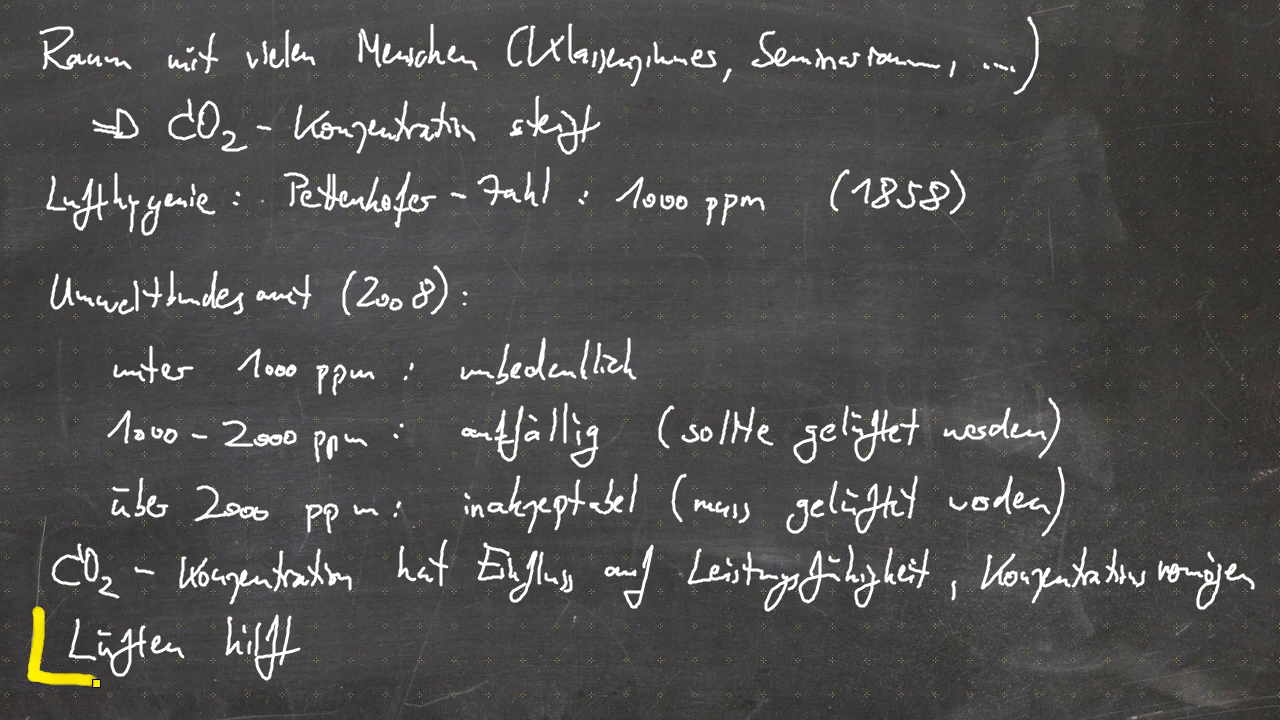 Raum mit vielen Menschen (Klassenzimmer, Seminarraum, ...)
⇒ CO₂-Konzentration steigt
Lufthygenie: Pettenkofer-Zahl: 1000 ppm (1858)
Umweltbundesamt (2008):
unter 1000 ppm: unbedenklich
1000-2000 ppm: auffällig (sollte gelüftet werden)
über 2000 ppm: inakzeptabel (muss gelüftet werden)
CO₂-Konzentration hat Einfluss auf Leistungsfähigkeit, Konzentrationsvermögen
Lüften hilft